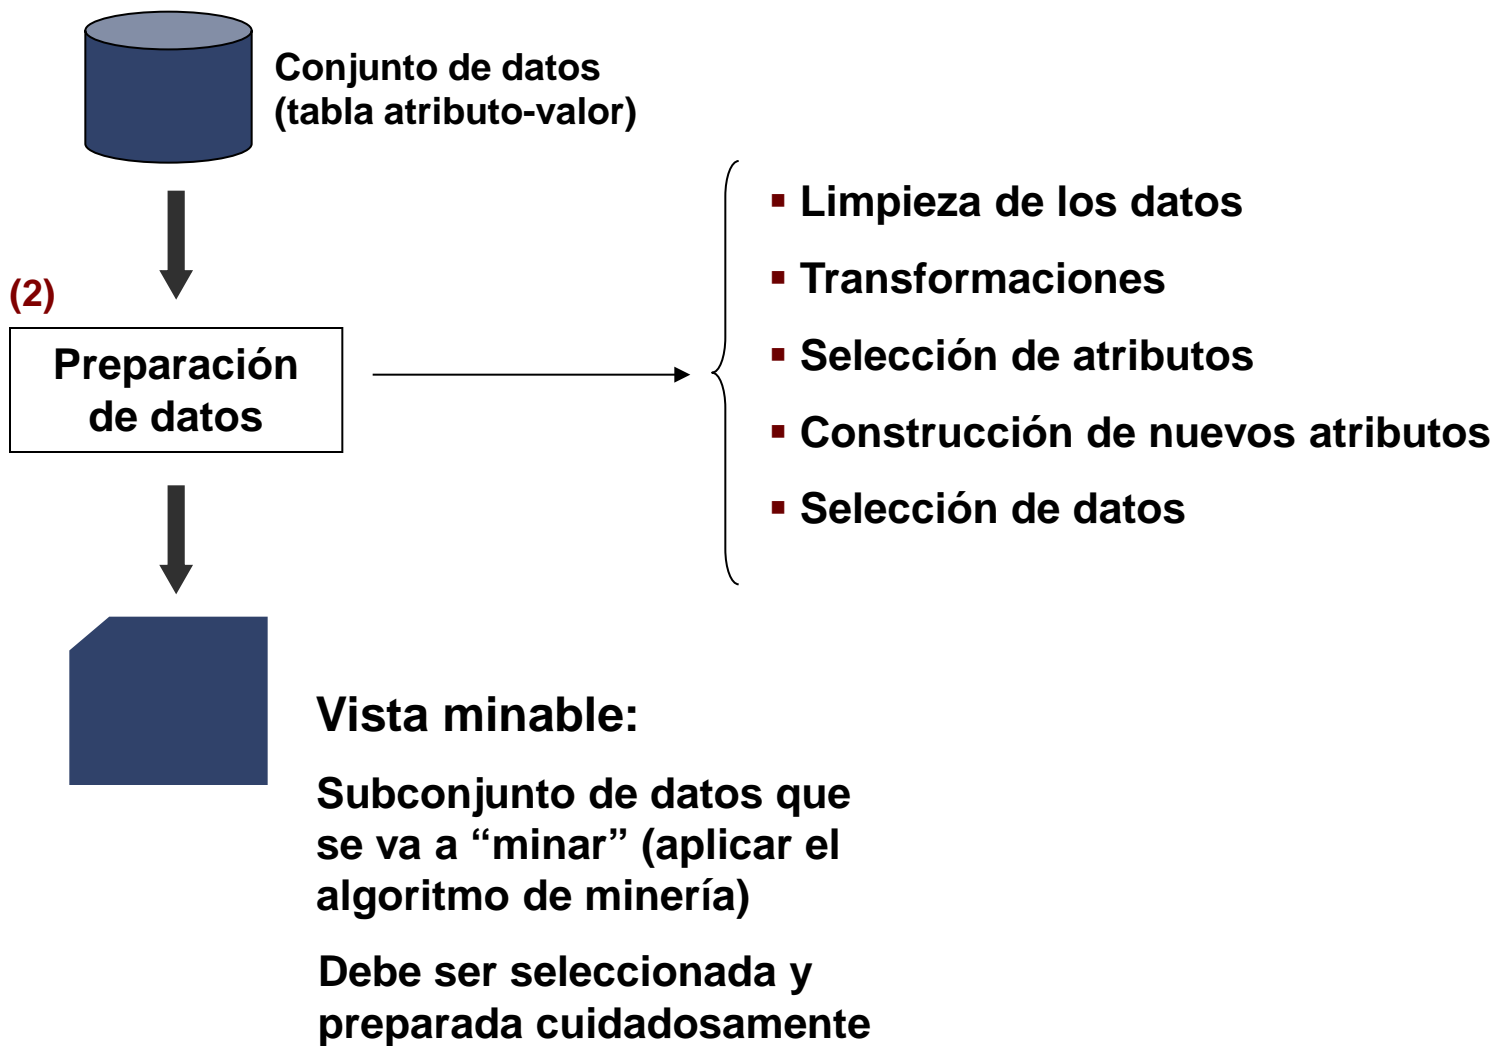 Conjunto de datos
(tabla atributo-valor)
(2)
Preparación
de datos
▪ Limpieza de los datos
▪ Transformaciones
▪ Selección de atributos
▪ Construcción de nuevos atributos
▪ Selección de datos
Vista minable:
Subconjunto de datos que
se va a “minar” (aplicar el
algoritmo de minería)
Debe ser seleccionada y
preparada cuidadosamente